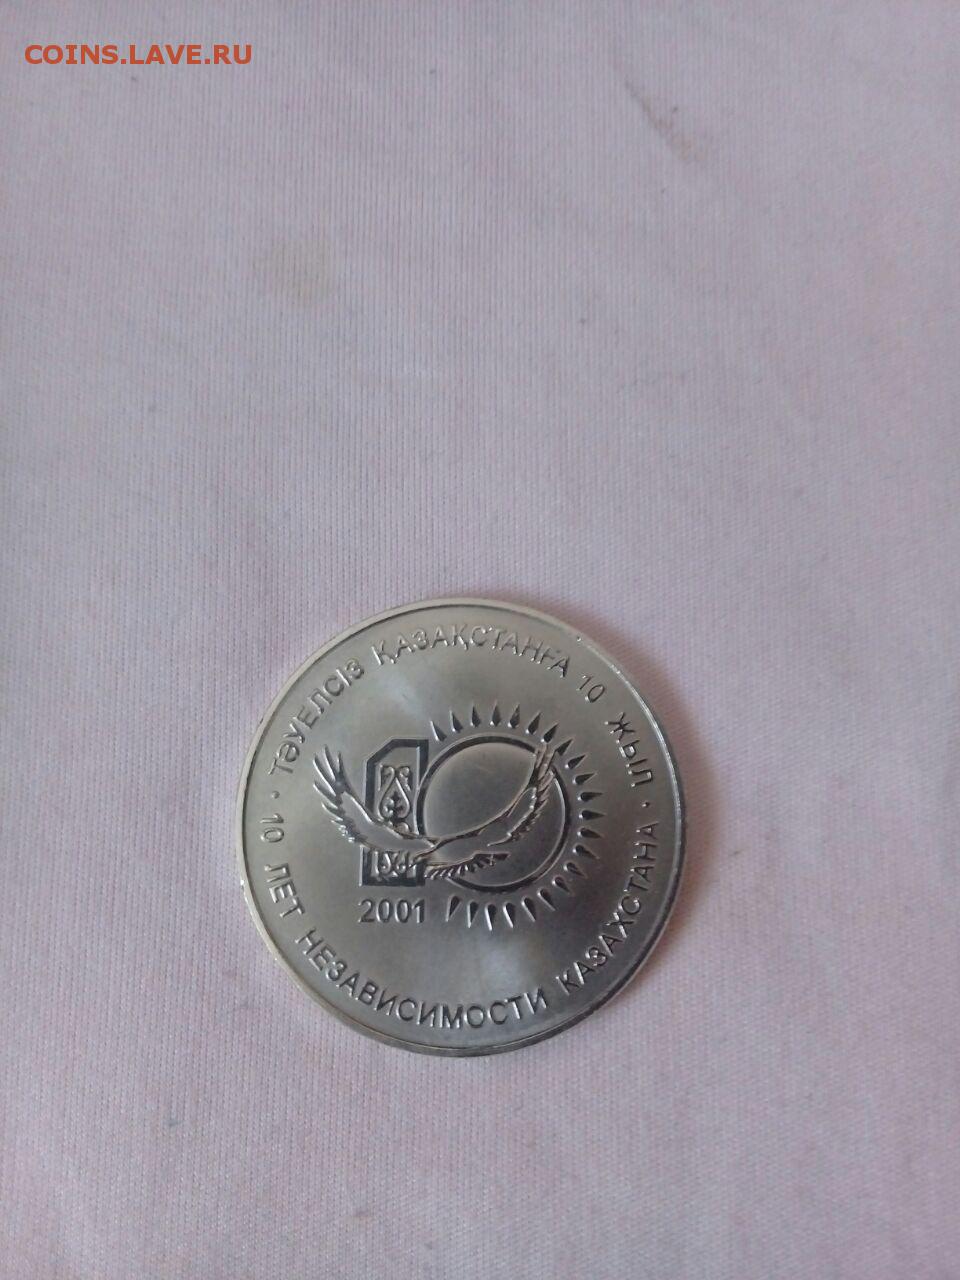 COINS.LAVE.RU
ТӘУЕЛСІЗ ҚАЗАҚСТАНҒА 10 ЖЫЛ ·
2001
10 ЛЕТ НЕЗАВИСИМОСТИ КАЗАХСТАНА ·